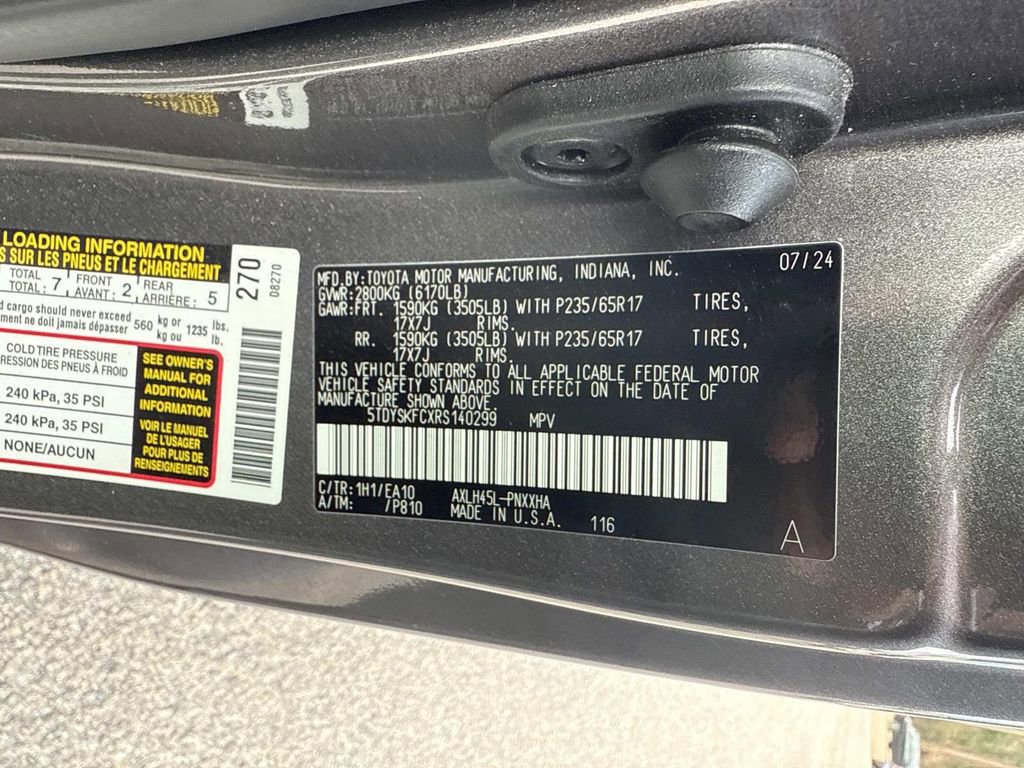 LOADING INFORMATION
S SUR LES PNEUS ET LE CHARGEMENT
TOTAL 7 FRONT 2 REAR 5
TOTAL : AVANT : ARRIÈRE :
d cargo should never exceed 560 kg or 1235 lbs.
ment ne doit jamais dépasser kg ou lb.
COLD TIRE PRESSURE
RESSION DES PNEUS À FROID
240 kPa, 35 PSI
240 kPa, 35 PSI
NONE/AUCUN
SEE OWNER'S
MANUAL FOR
ADDITIONAL
INFORMATION
VOIR LE MANUEL
DE L'USAGER
POUR PLUS DE
RENSEIGNEMENTS
270
08270
MFD.BY:TOYOTA MOTOR MANUFACTURING, INDIANA, INC. 07/24
GVWR:2800KG (6170LB)
GAWR:FRT. 1590KG (3505LB) WITH P235/65R17 TIRES,
17X7J RIMS.
RR. 1590KG (3505LB) WITH P235/65R17 TIRES,
17X7J RIMS.
THIS VEHICLE CONFORMS TO ALL APPLICABLE FEDERAL MOTOR
VEHICLE SAFETY STANDARDS IN EFFECT ON THE DATE OF
MANUFACTURE SHOWN ABOVE.
5TDYSKFCXRS140299 MPV
C/TR:1H1/EA10 AXLH45L-PNXXHA
A/TM: /P810 MADE IN U.S.A. 116
A